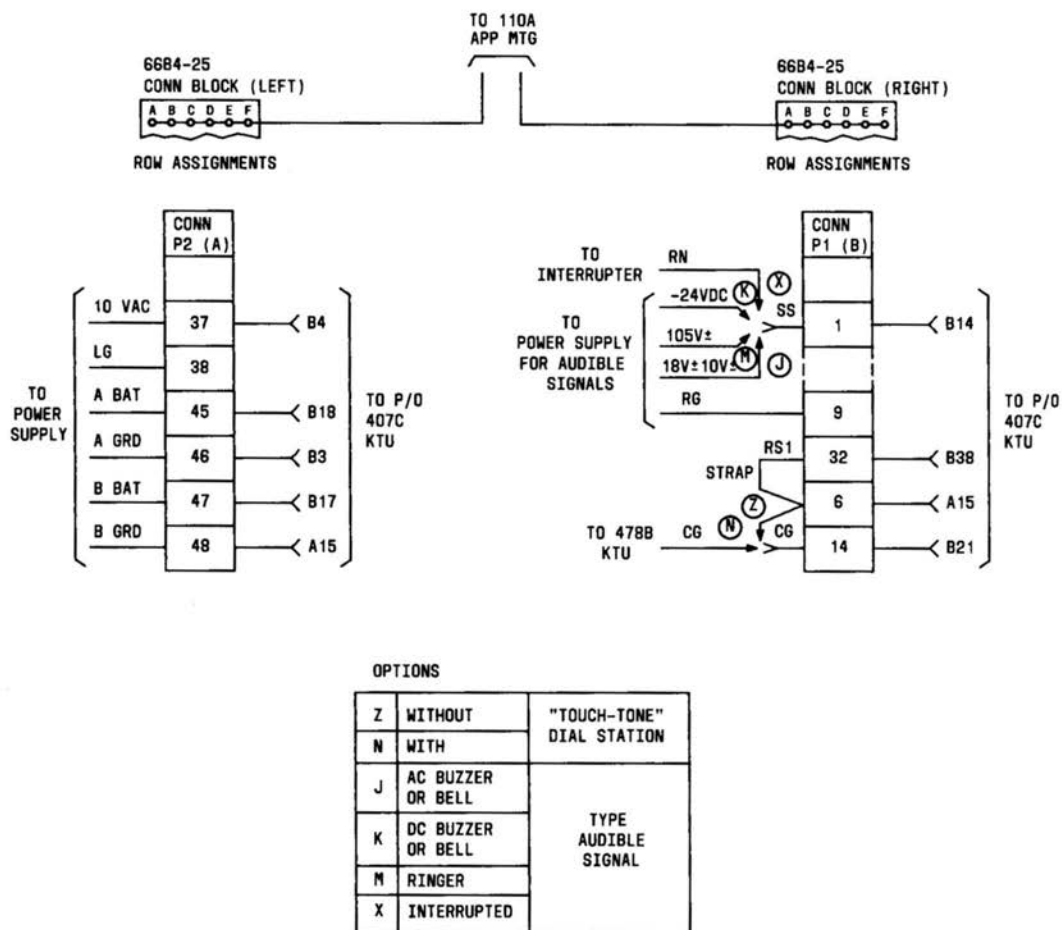 TO 110A
APP MTG
66B4-25
CONN BLOCK (LEFT)
A B C D E F
ROW ASSIGNMENTS
66B4-25
CONN BLOCK (RIGHT)
A B C D E F
ROW ASSIGNMENTS
CONN
P2 (A)
TO
POWER
SUPPLY
10 VAC 37 B4
LG 38
A BAT 45 B18
A GRD 46 B3
B BAT 47 B17
B GRD 48 A15
TO P/O
407C
KTU
CONN
P1 (B)
TO
INTERRUPTER
RN
X
-24VDC
K
SS
1
B14
TO
POWER SUPPLY
FOR AUDIBLE
SIGNALS
105V±
M
18V±10V±
J
RG
9
RS1
32
B38
STRAP
6
A15
Z
N
TO 478B
KTU
CG
CG
14
B21
TO P/O
407C
KTU
OPTIONS
Z WITHOUT
N WITH
"TOUCH-TONE"
DIAL STATION
J AC BUZZER
OR BELL
K DC BUZZER
OR BELL
M RINGER
X INTERRUPTED
TYPE
AUDIBLE
SIGNAL